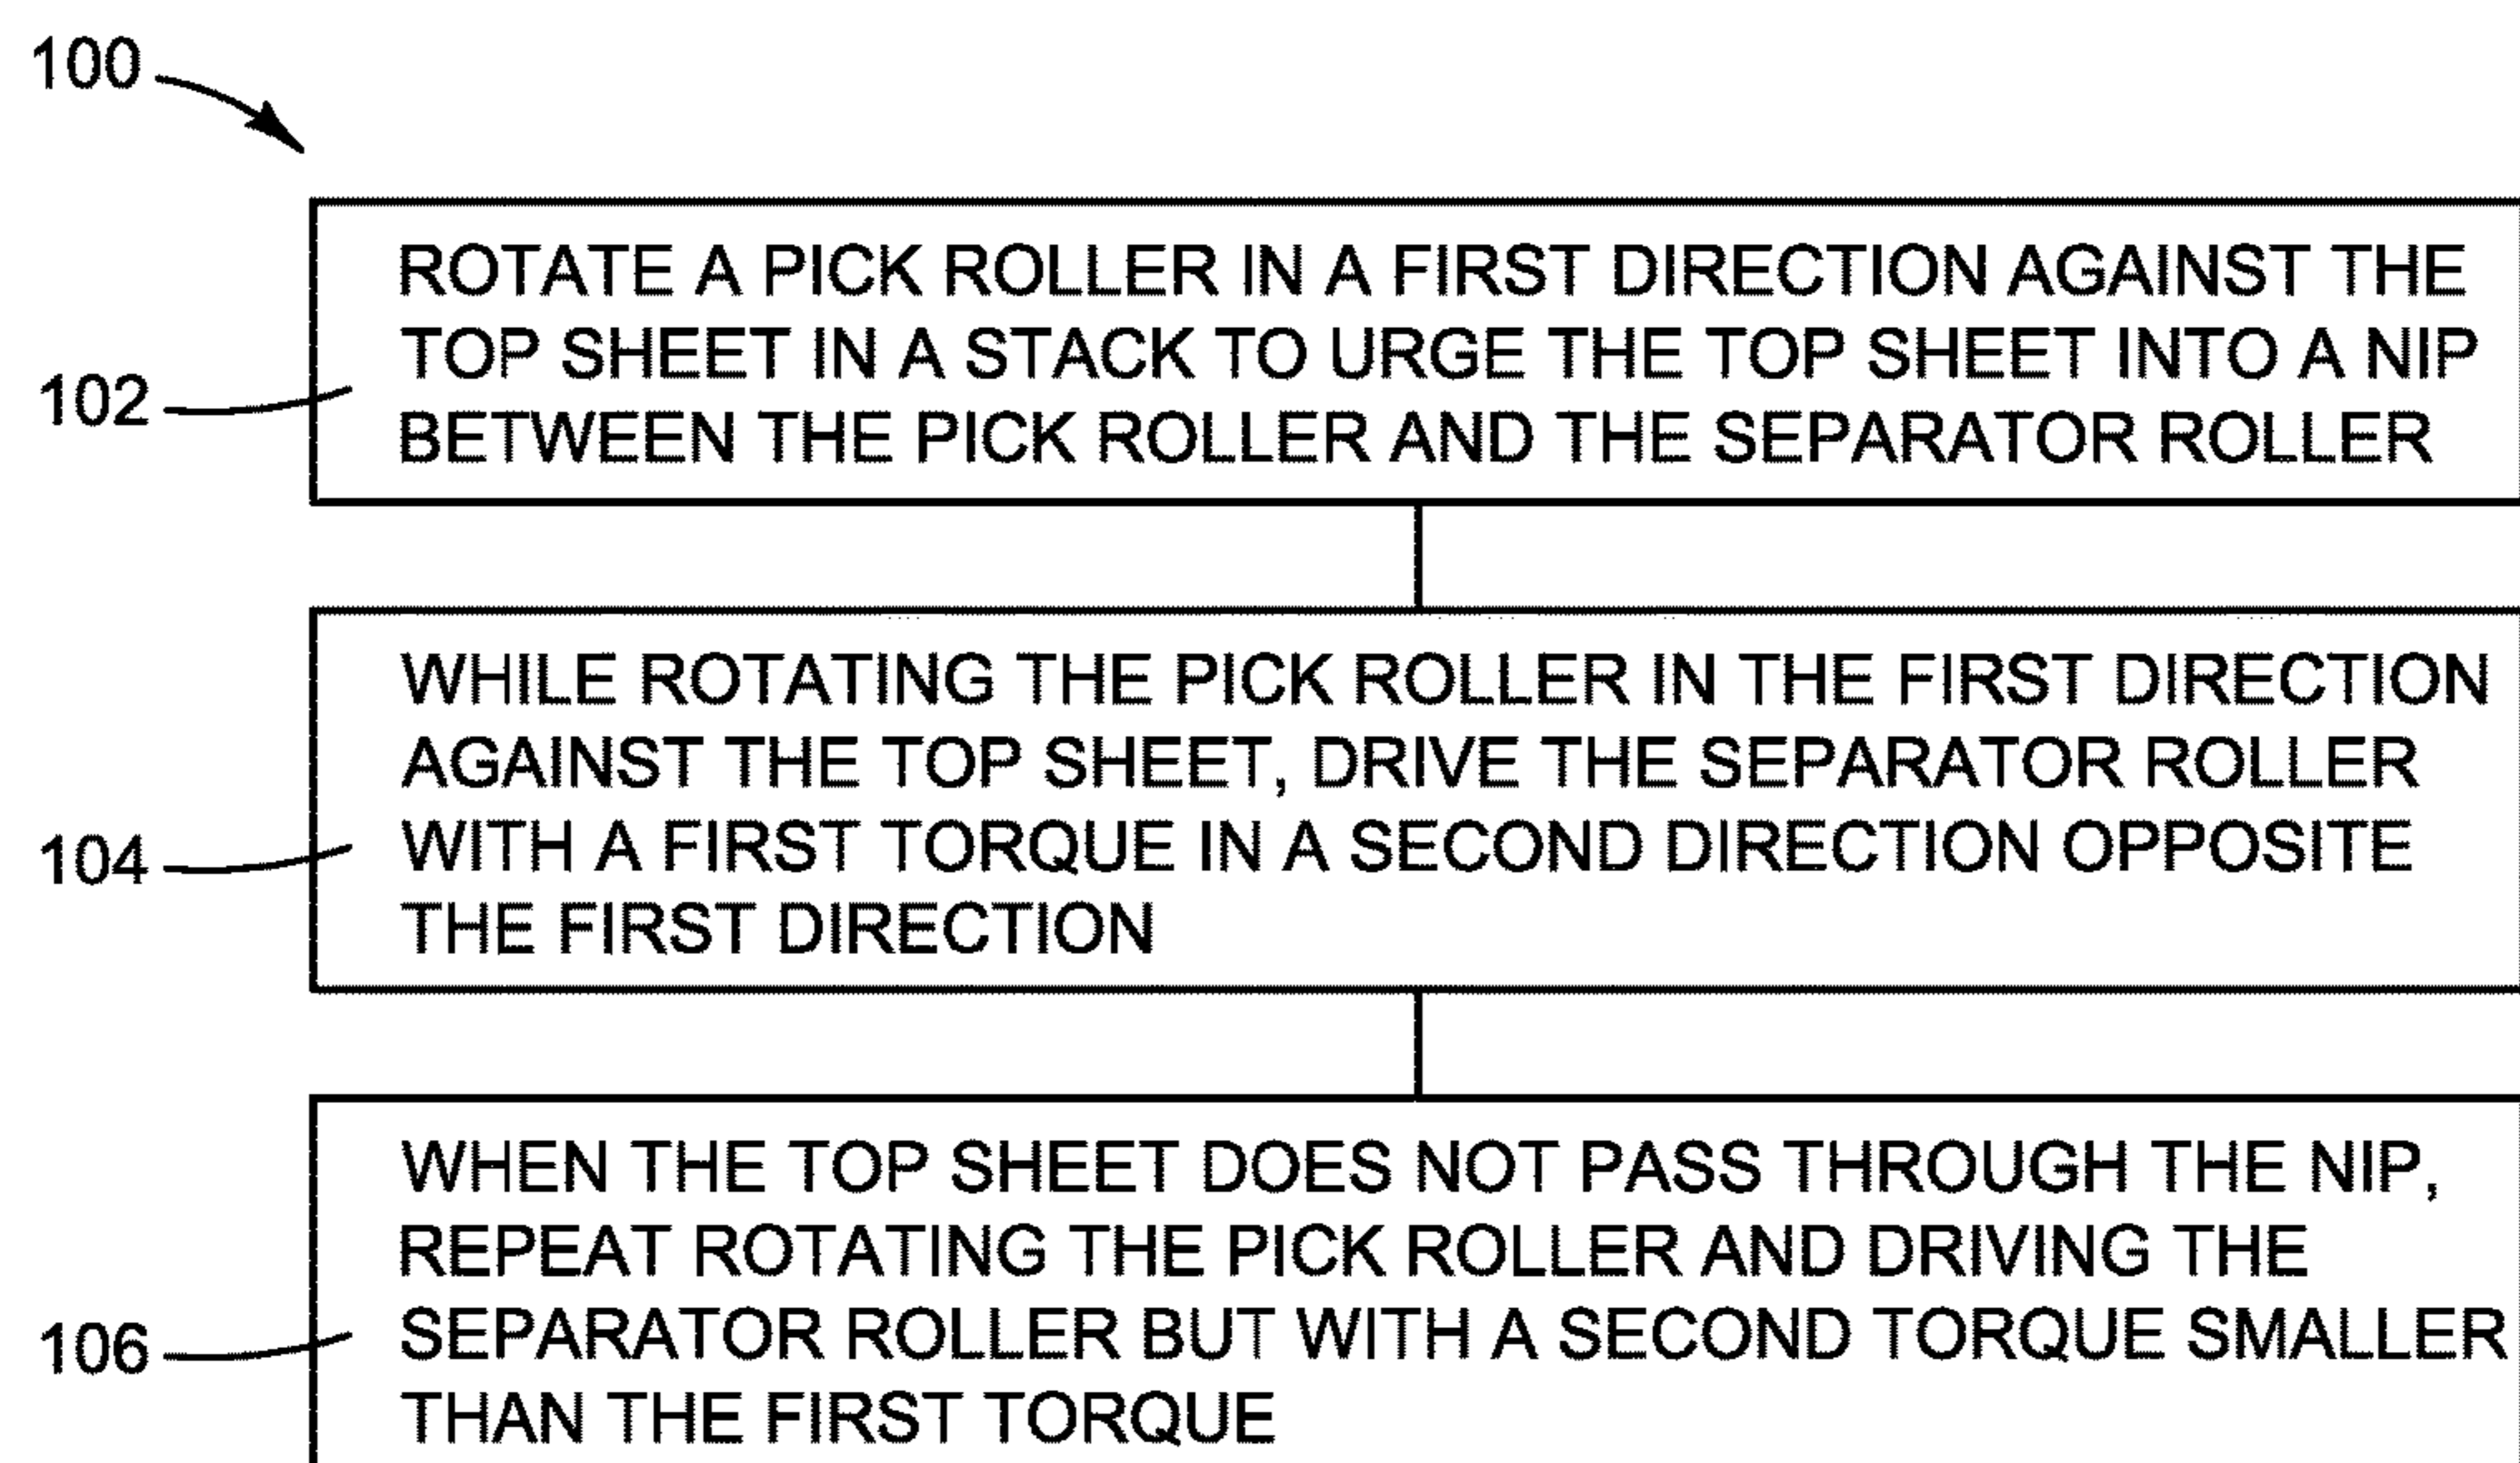 100
ROTATE A PICK ROLLER IN A FIRST DIRECTION AGAINST THE
TOP SHEET IN A STACK TO URGE THE TOP SHEET INTO A NIP
BETWEEN THE PICK ROLLER AND THE SEPARATOR ROLLER
102
WHILE ROTATING THE PICK ROLLER IN THE FIRST DIRECTION
AGAINST THE TOP SHEET, DRIVE THE SEPARATOR ROLLER
WITH A FIRST TORQUE IN A SECOND DIRECTION OPPOSITE
THE FIRST DIRECTION
104
WHEN THE TOP SHEET DOES NOT PASS THROUGH THE NIP,
REPEAT ROTATING THE PICK ROLLER AND DRIVING THE
SEPARATOR ROLLER BUT WITH A SECOND TORQUE SMALLER
THAN THE FIRST TORQUE
106